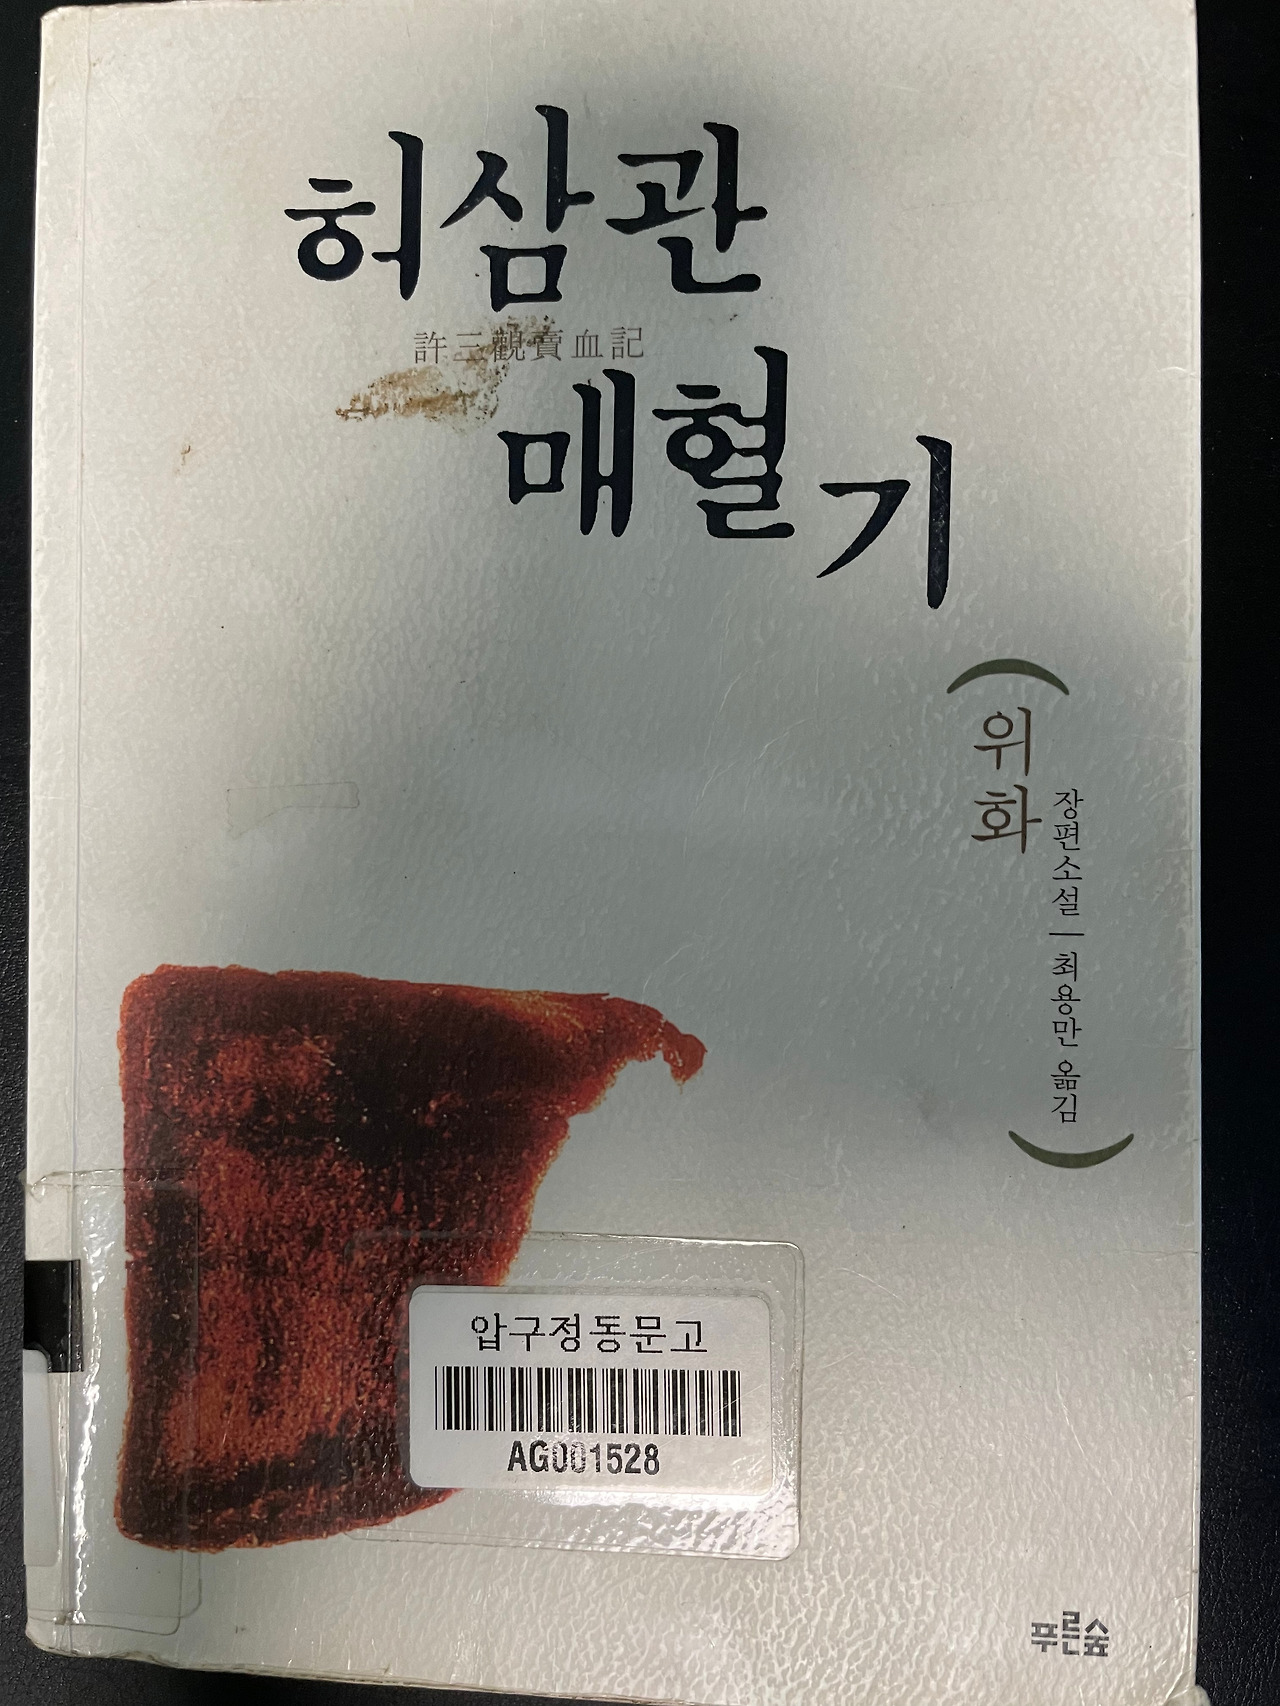 허삼관
許三觀賣血記
매혈기
위화
장편소설 | 최용만 옮김
압구정동문고
AG001528
푸른숲